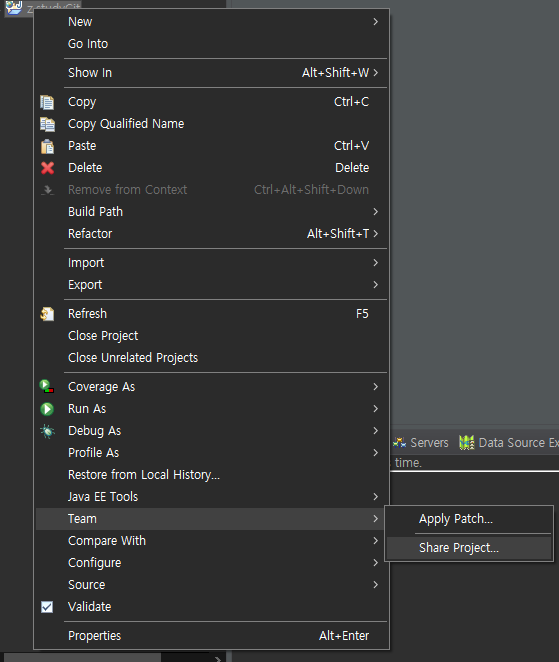 z.studyGit
New
Go Into
Show In Alt+Shift+W
Copy Ctrl+C
Copy Qualified Name
Paste Ctrl+V
Delete Delete
Remove from Context Ctrl+Alt+Shift+Down
Build Path
Refactor Alt+Shift+T
Import
Export
Refresh F5
Close Project
Close Unrelated Projects
Coverage As
Run As
Debug As
Profile As
Restore from Local History...
Java EE Tools
Team
Compare With
Configure
Source
Validate
Properties Alt+Enter
Servers Data Source Ex
time.
Apply Patch...
Share Project...